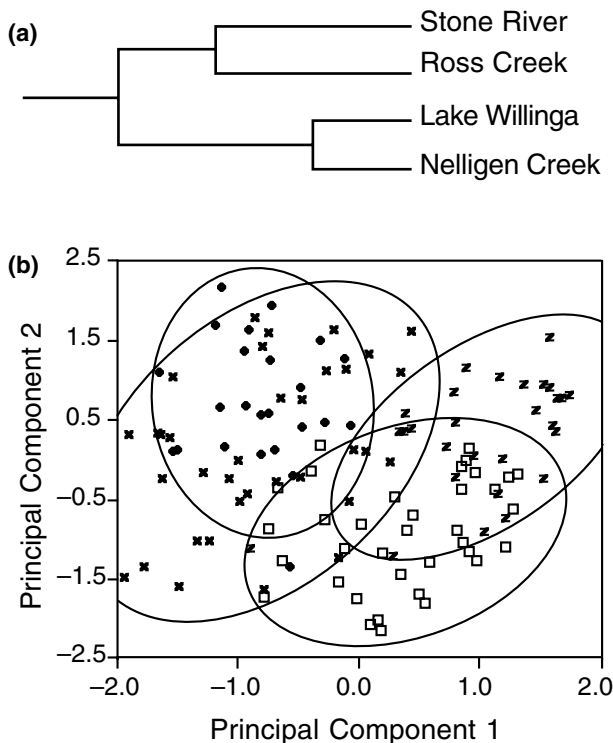 (a)
Stone River
Ross Creek
Lake Willinga
Nelligen Creek
(b)
Principal Component 2
2.5
1.5
0.5
−0.5
−1.5
−2.5
−2.0
−1.0
0.0
1.0
2.0
Principal Component 1